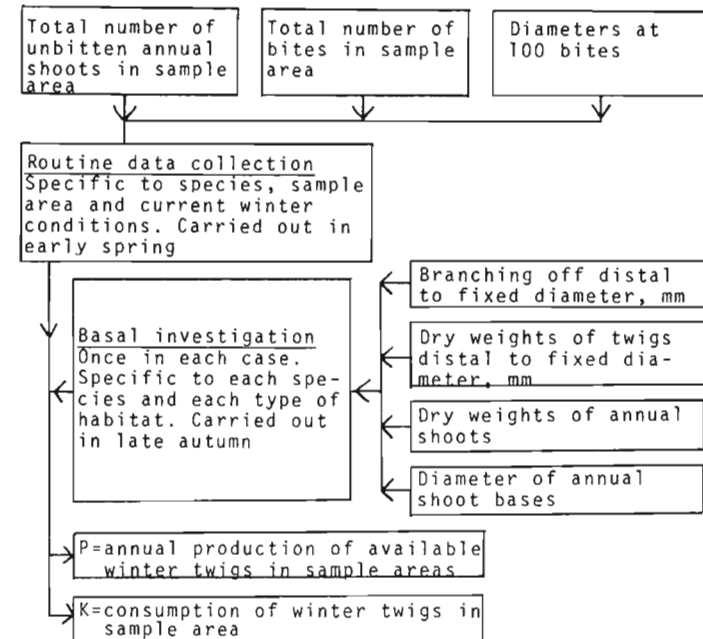 Total number of
unbitten annual
shoots in sample
area
Total number of
bites in sample
area
Diameters at
100 bites
Routine data collection
Specific to species, sample
area and current winter
conditions. Carried out in
early spring
Basal investigation
Once in each case.
Specific to each spe-
cies and each type of
habitat. Carried out
in late autumn
Branching off distal
to fixed diameter, mm
Dry weights of twigs
distal to fixed dia-
meter, mm
Dry weights of annual
shoots
Diameter of annual
shoot bases
P=annual production of available
winter twigs in sample areas
K=consumption of winter twigs in
sample area